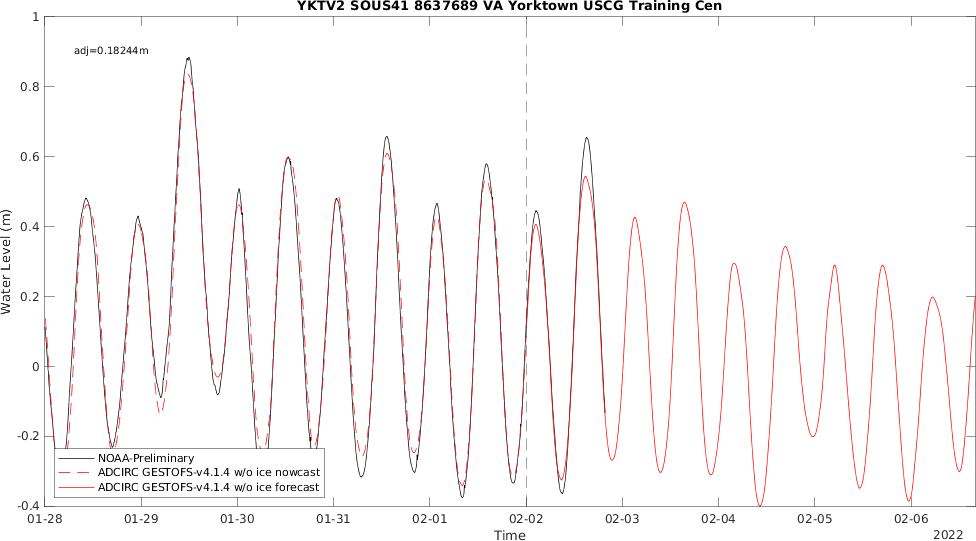 YKTV2 SOUS41 8637689 VA Yorktown USCG Training Cen
adj=0.18244m
1
0.8
0.6
0.4
0.2
0
-0.2
-0.4
Water Level (m)
NOAA-Preliminary
ADCIRC GESTOFS-v4.1.4 w/o ice nowcast
ADCIRC GESTOFS-v4.1.4 w/o ice forecast
01-28 01-29 01-30 01-31 02-01 02-02 02-03 02-04 02-05 02-06
Time
2022